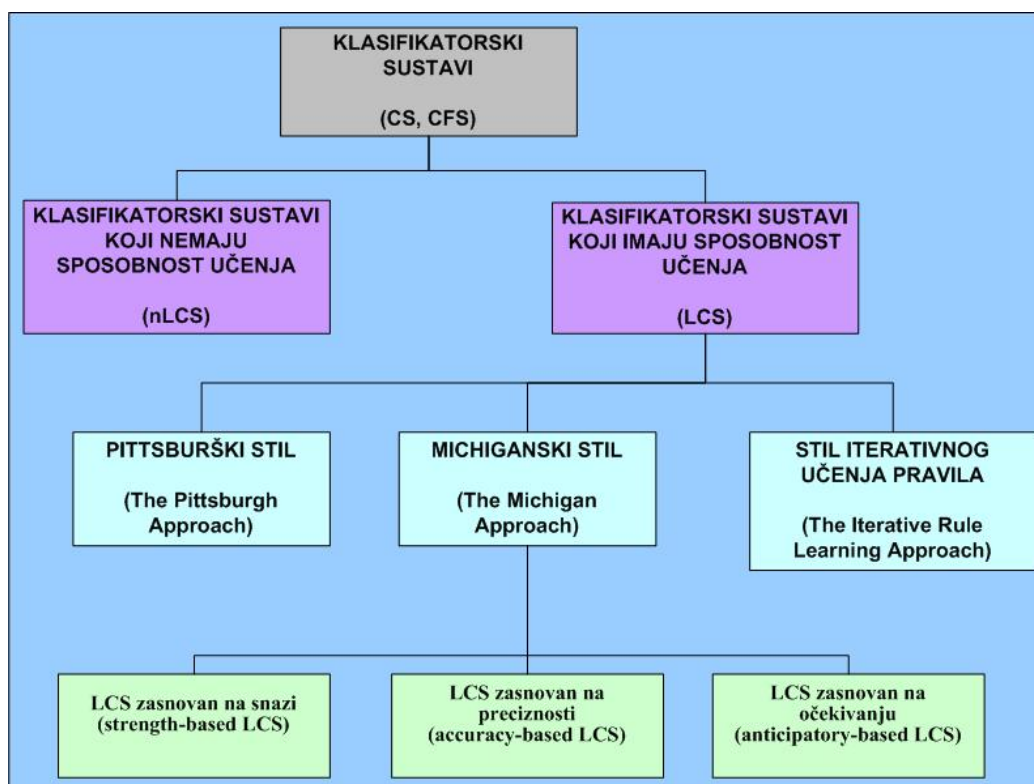 KLASIFIKATORSKI
SUSTAVI
(CS, CFS)
KLASIFIKATORSKI SUSTAVI
KOJI NEMAJU
SPOSOBNOST UČENJA
(nLCS)
KLASIFIKATORSKI SUSTAVI
KOJI IMAJU SPOSOBNOST
UČENJA
(LCS)
PITTSBURŠKI STIL
(The Pittsburgh
Approach)
MICHIGANSKI STIL
(The Michigan
Approach)
STIL ITERATIVNOG
UČENJA PRAVILA
(The Iterative Rule
Learning Approach)
LCS zasnovan na snazi
(strength-based LCS)
LCS zasnovan na
preciznosti
(accuracy-based LCS)
LCS zasnovan na
očekivanju
(anticipatory-based LCS)